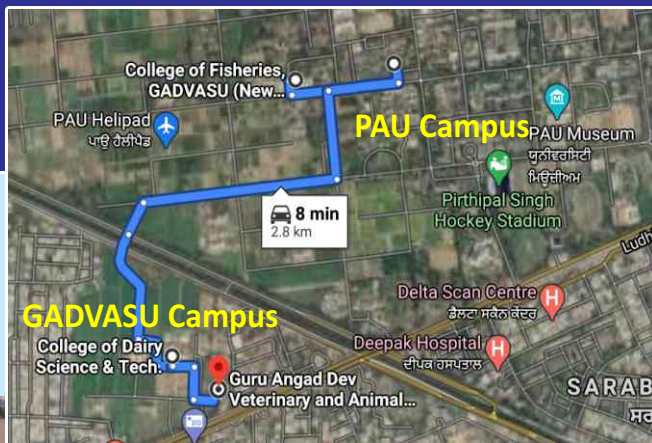 College of Fisheries,
GADVASU (New...
PAU Helipad
ਪਾਊ ਹੈਲੀਪੈਡ
PAU Campus
PAU Museum
ਯੂਨੀਵਰਸਿਟੀ
ਮਿਊਜ਼ੀਅਮ
Pirthipal Singh
Hockey Stadium
8 min
2.8 km
Ludh
GADVASU Campus
Delta Scan Centre
ਡੈਲਟਾ ਸਕੈਨ ਕੇਂਦਰ
College of Dairy
Science & Tech.
Deepak Hospital
ਦੀਪਕ ਹਸਪਤਾਲ
Guru Angad Dev
Veterinary and Animal...
SARAB
ਸਰ